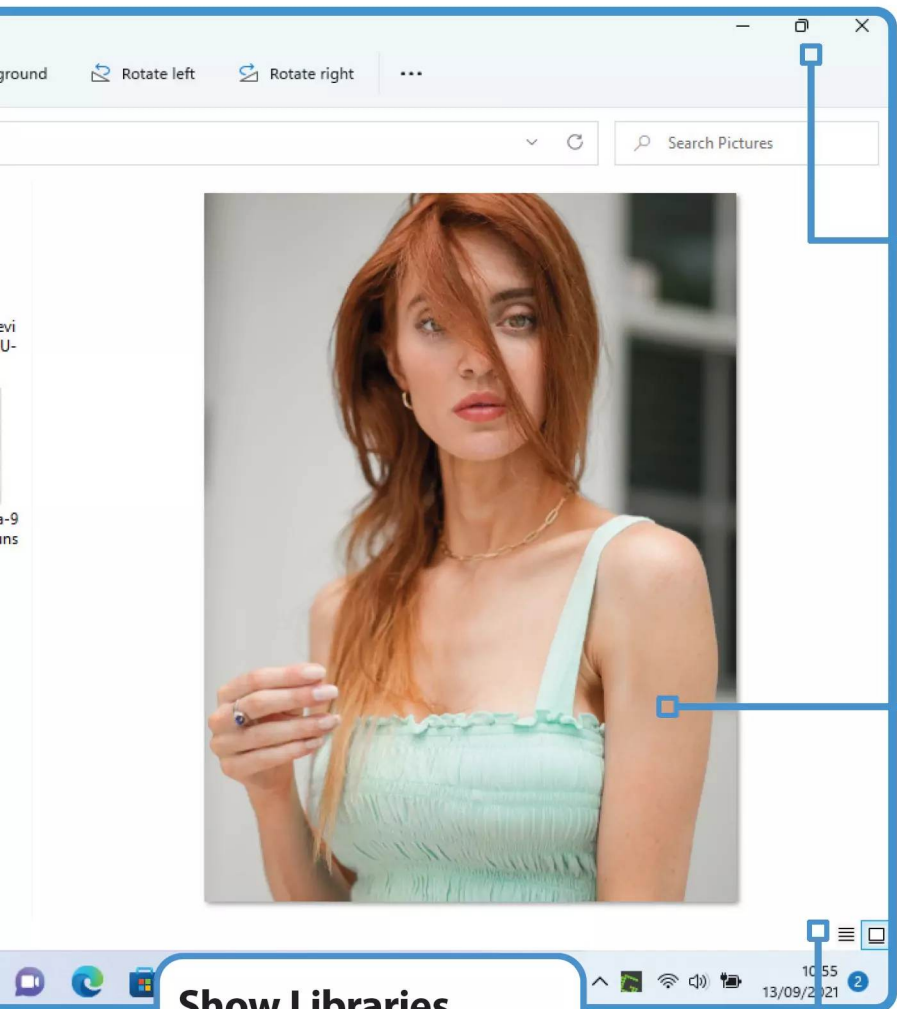 ground Rotate left Rotate right ...
Search Pictures
evi
U-
a-9
uns
Show Libraries
10:55
13/09/2021 2